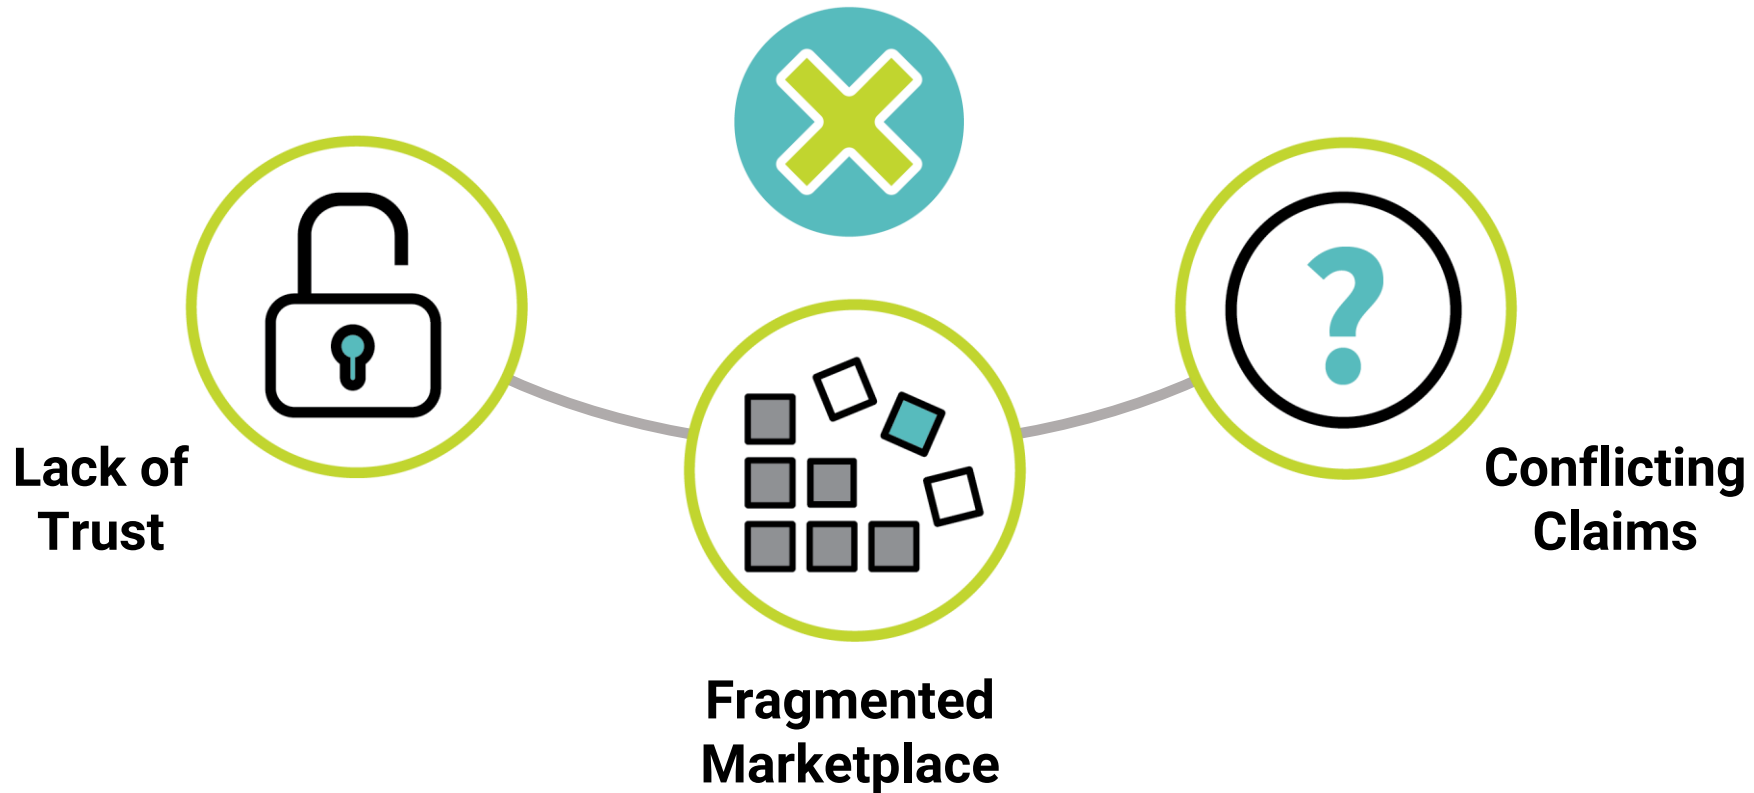 Lack of
Trust
Fragmented
Marketplace
?
Conflicting
Claims